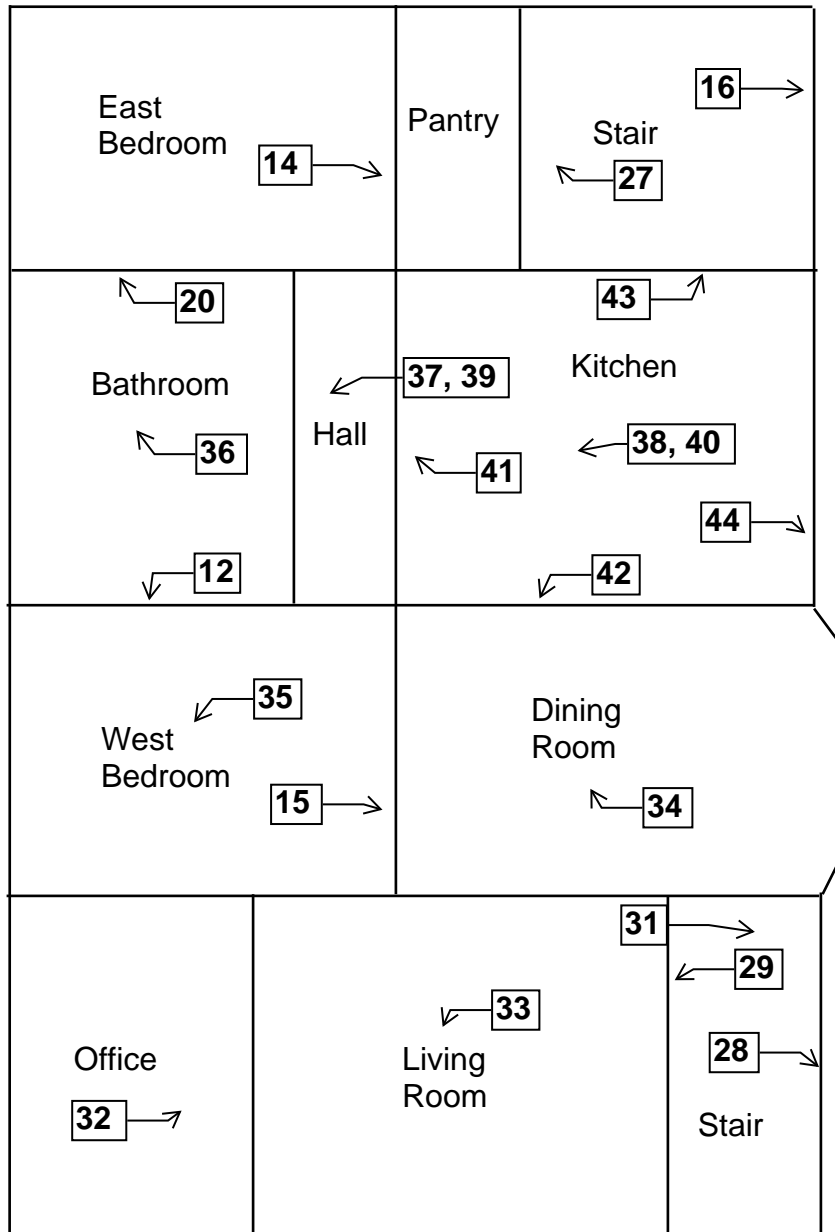 16
East
Bedroom
Pantry
Stair
14
27
20
43
Bathroom
37, 39
Kitchen
Hall
36
41
38, 40
44
12
42
35
West
Bedroom
Dining
Room
15
34
31
29
33
28
Office
Living
Room
32
Stair